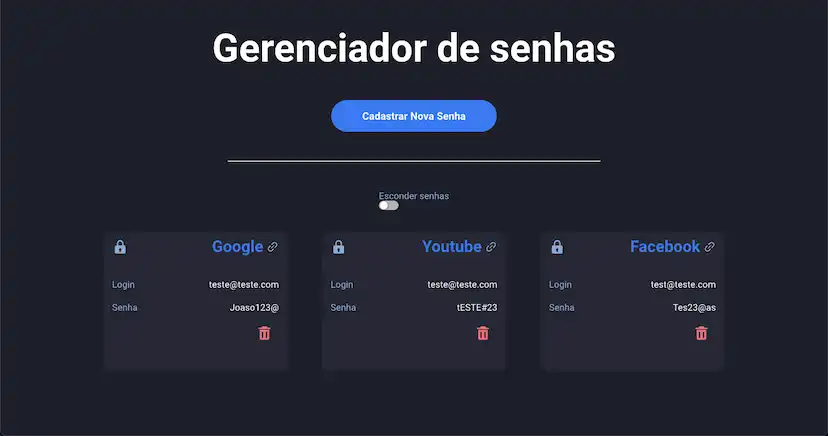 Gerenciador de senhas
Cadastrar Nova Senha
Esconder senhas
Google
Login teste@teste.com
Senha Joaso123@
Youtube
Login teste@teste.com
Senha tESTE#23
Facebook
Login test@teste.com
Senha Tes23@as